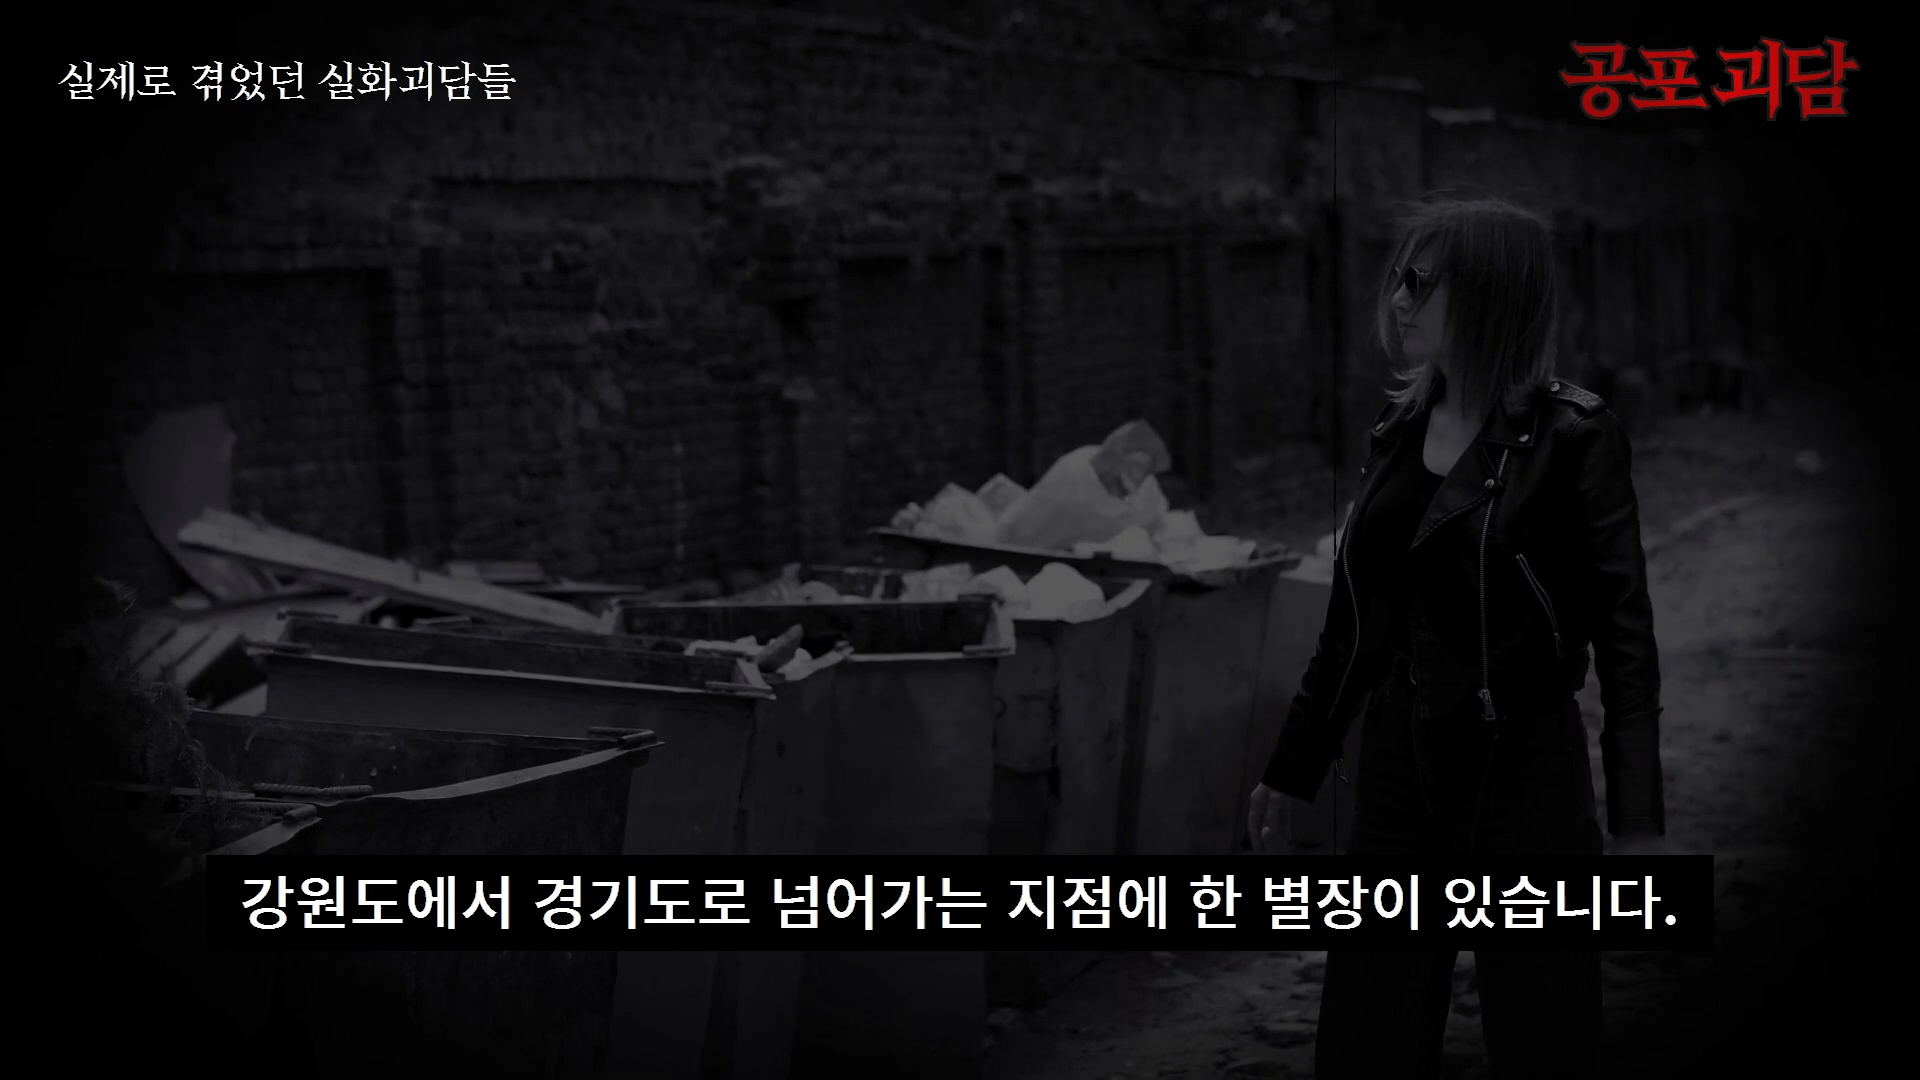 실제로 겪었던 실화괴담들
공포괴담
강원도에서 경기도로 넘어가는 지점에 한 별장이 있습니다.